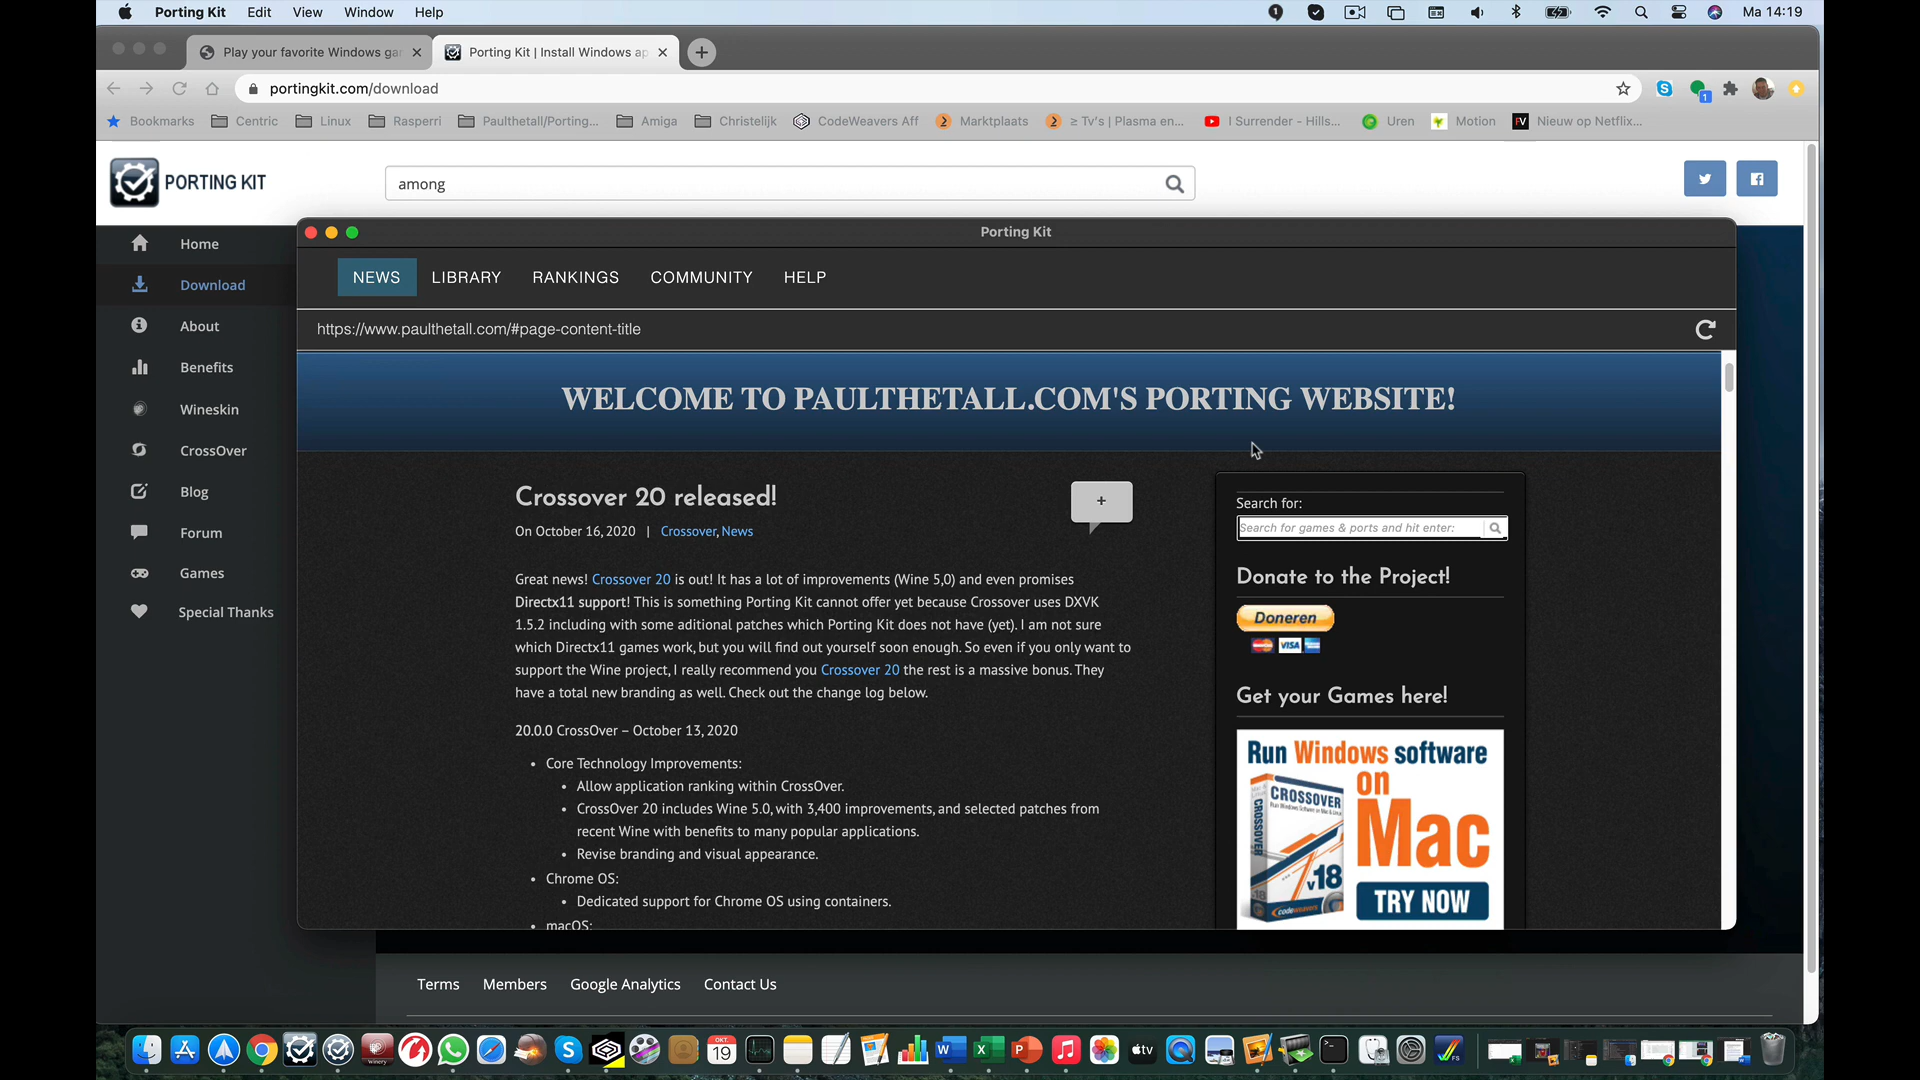 Porting Kit Edit View Window Help
Ma 14:19
Play your favorite Windows ga
Porting Kit | Install Windows ap
portingkit.com/download
1
Bookmarks Centric Linux Rasperri Paulthetall/Porting... Amiga Christelijk CodeWeavers Aff Marktplaats ≥ Tv's | Plasma en... I Surrender - Hills... Uren Motion Nieuw op Netflix...
PORTING KIT
among
Porting Kit
Home
Download
About
Benefits
Wineskin
CrossOver
Blog
Forum
Games
Special Thanks
NEWS LIBRARY RANKINGS COMMUNITY HELP
https://www.paulthetall.com/#page-content-title
WELCOME TO PAULTHETALL.COM'S PORTING WEBSITE!
Crossover 20 released!
+
On October 16, 2020 | Crossover, News
Great news! Crossover 20 is out! It has a lot of improvements (Wine 5,0) and even promises
Directx11 support! This is something Porting Kit cannot offer yet because Crossover uses DXVK
1.5.2 including with some aditional patches which Porting Kit does not have (yet). I am not sure
which Directx11 games work, but you will find out yourself soon enough. So even if you only want to
support the Wine project, I really recommend you Crossover 20 the rest is a massive bonus. They
have a total new branding as well. Check out the change log below.
20.0.0 CrossOver – October 13, 2020
• Core Technology Improvements:
• Allow application ranking within CrossOver.
• CrossOver 20 includes Wine 5.0, with 3,400 improvements, and selected patches from
recent Wine with benefits to many popular applications.
• Revise branding and visual appearance.
• Chrome OS:
• Dedicated support for Chrome OS using containers.
• macOS:
Search for:
Search for games & ports and hit enter:
Donate to the Project!
Doneren
VISA
Get your Games here!
Run Windows software
on
Mac
CROSSOVER
v18
codeweavers
TRY NOW
Terms Members Google Analytics Contact Us
OKT.
19
tv